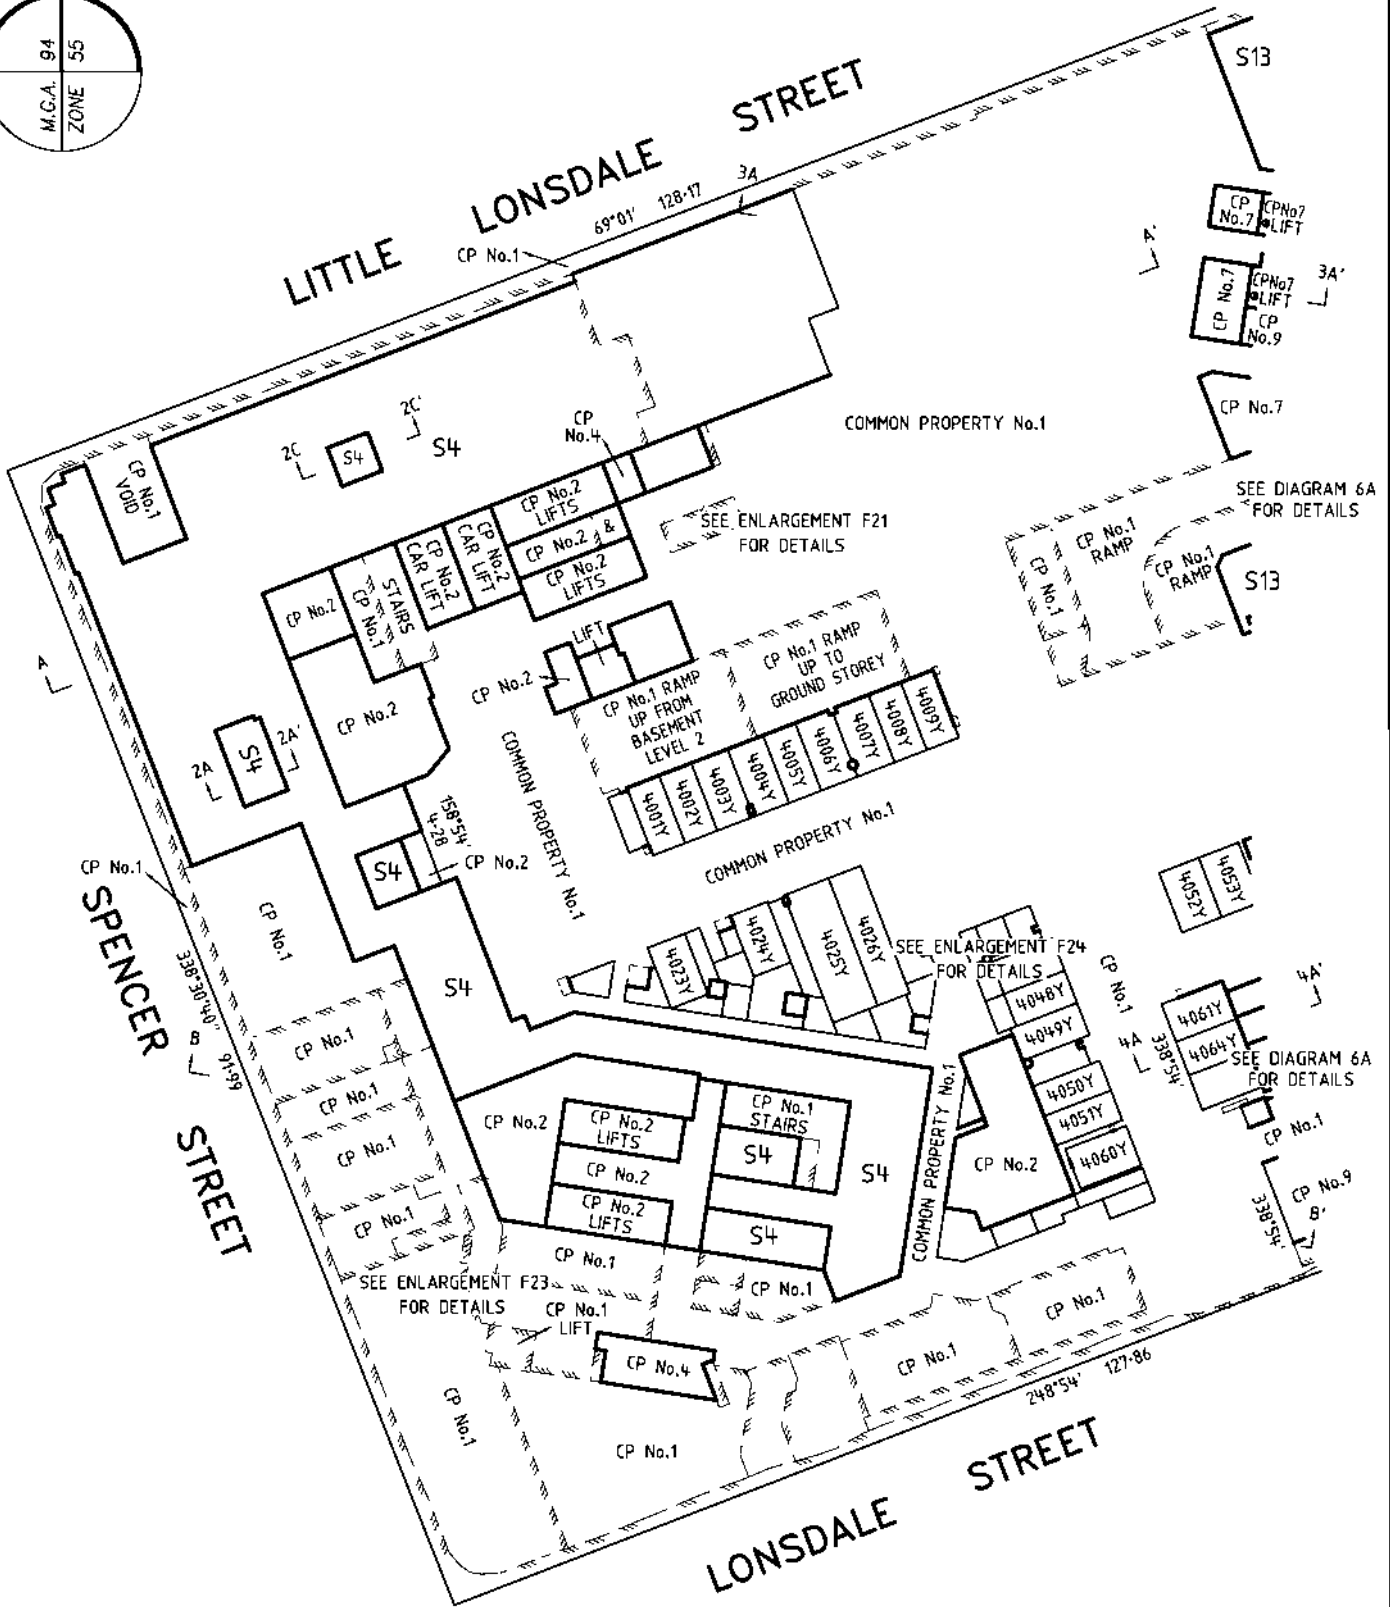 M.G.A. 94
ZONE 55
LITTLE LONSDALE STREET
69°01' 128·17
3A
CP No.1
S13
CP
No.7
CPNo7
LIFT
A'
CP No.7
CPNo7
LIFT
3A'
CP
No.9
CP No.7
CP No.1
VOID
2C
S4
2C'
S4
CP
No.4
COMMON PROPERTY No.1
CP No.2
LIFTS
CP No.2 &
CP No.2
LIFTS
CP No.2
CAR LIFT
CP No.2
CAR LIFT
STAIRS
CP No.1
CP No.2
SEE ENLARGEMENT F21
FOR DETAILS
SEE DIAGRAM 6A
FOR DETAILS
CP No.1
RAMP
CP No.1
CP No.1
RAMP
S13
LIFT
CP No.2
CP No.1 RAMP
UP FROM
BASEMENT
LEVEL 2
CP No.1 RAMP
UP TO
GROUND STOREY
A
CP No.2
2A
S4
2A'
COMMON PROPERTY No.1
4001Y
4002Y
4003Y
4004Y
4005Y
4006Y
4007Y
4008Y
4009Y
158°54'
4·28
CP No.2
S4
CP No.1
COMMON PROPERTY No.1
SPENCER STREET
338°30'40" 91·99
B
CP No.1
S4
4023Y
4024Y
4025Y
4026Y
SEE ENLARGEMENT F24
FOR DETAILS
4048Y
4049Y
4050Y
4051Y
4060Y
4052Y
4053Y
CP No.1
4A
338°54'
4061Y
4064Y
4A'
SEE DIAGRAM 6A
FOR DETAILS
CP No.1
CP No.1
CP No.1
CP No.1
CP No.1
CP No.2
CP No.2
LIFTS
CP No.2
CP No.2
LIFTS
CP No.1
STAIRS
S4
S4
S4
COMMON PROPERTY No.1
CP No.2
CP No.9
338°54'
B'
CP No.1
CP No.1
SEE ENLARGEMENT F23
FOR DETAILS
CP No.1
LIFT
CP No.4
CP No.1
CP No.1
CP No.1
CP No.1
248°54' 127·86
LONSDALE STREET